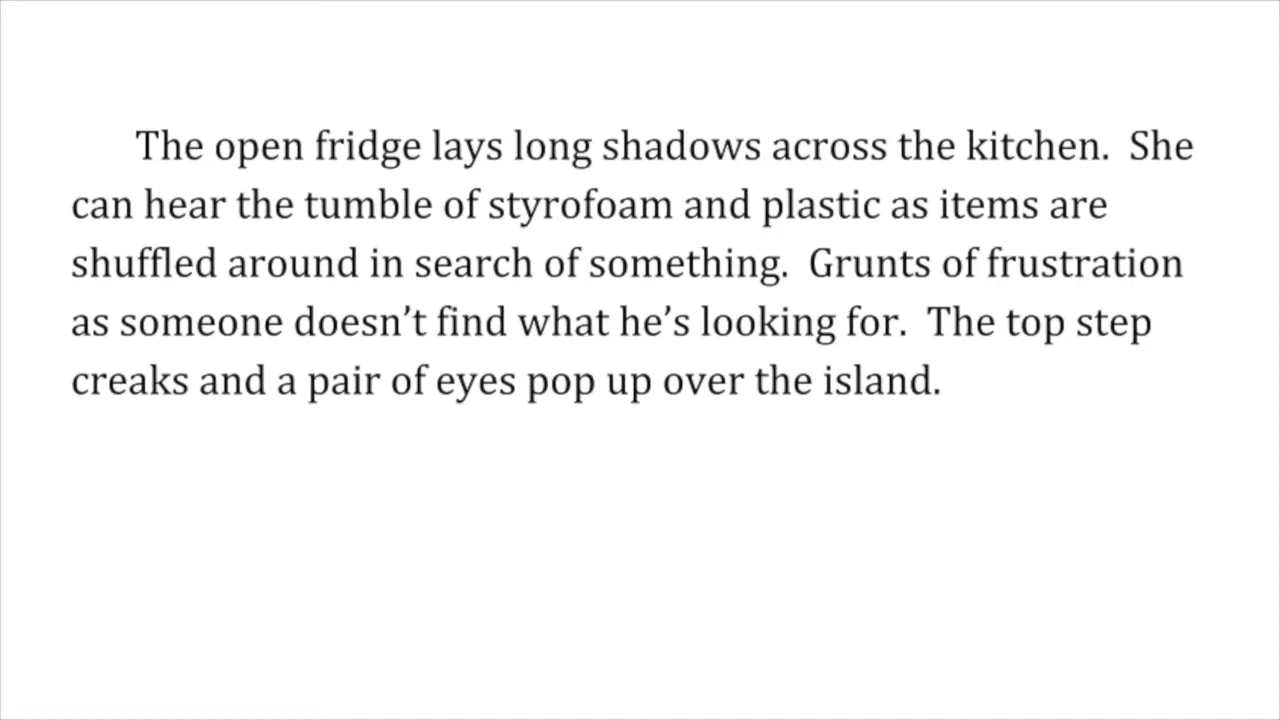 The open fridge lays long shadows across the kitchen.  She
can hear the tumble of styrofoam and plastic as items are
shuffled around in search of something.  Grunts of frustration
as someone doesn’t find what he’s looking for.  The top step
creaks and a pair of eyes pop up over the island.